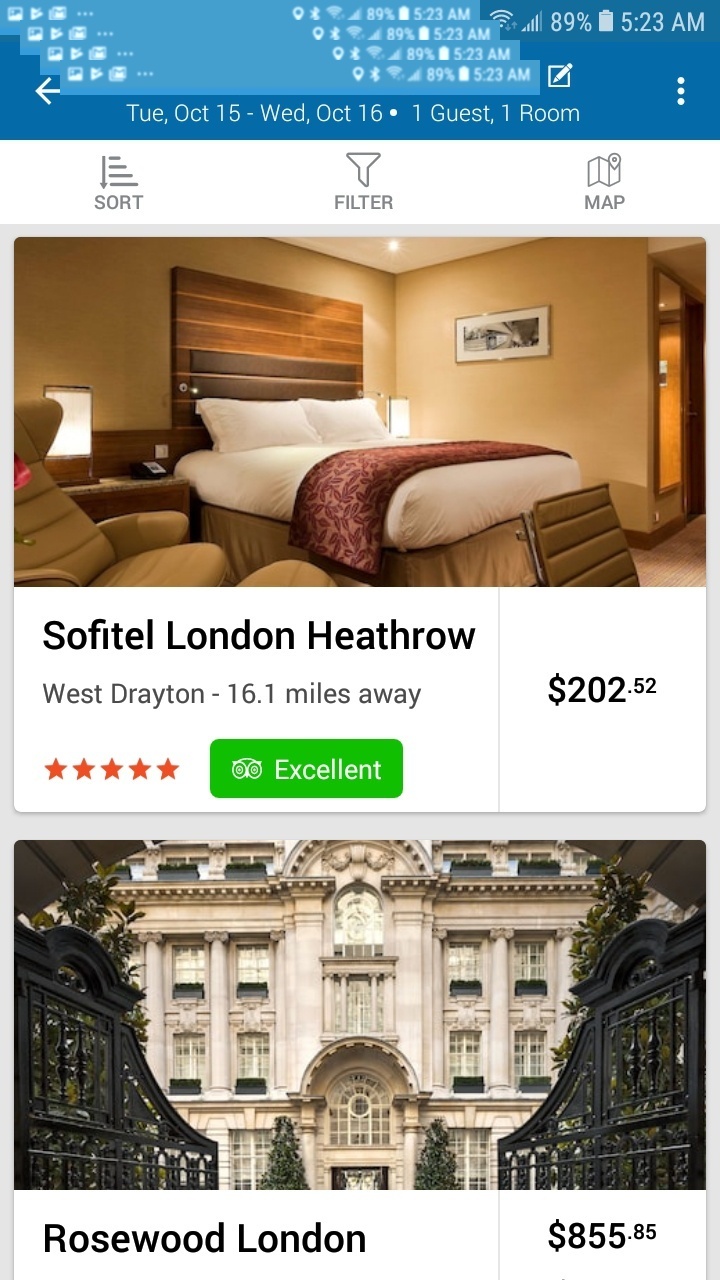 89% 5:23 AM
89% 5:23 AM
89% 5:23 AM
89% 5:23 AM
89% 5:23 AM
Tue, Oct 15 - Wed, Oct 16 • 1 Guest, 1 Room
SORT FILTER MAP
Sofitel London Heathrow
West Drayton - 16.1 miles away
$202.52
Excellent
Rosewood London
$855.85